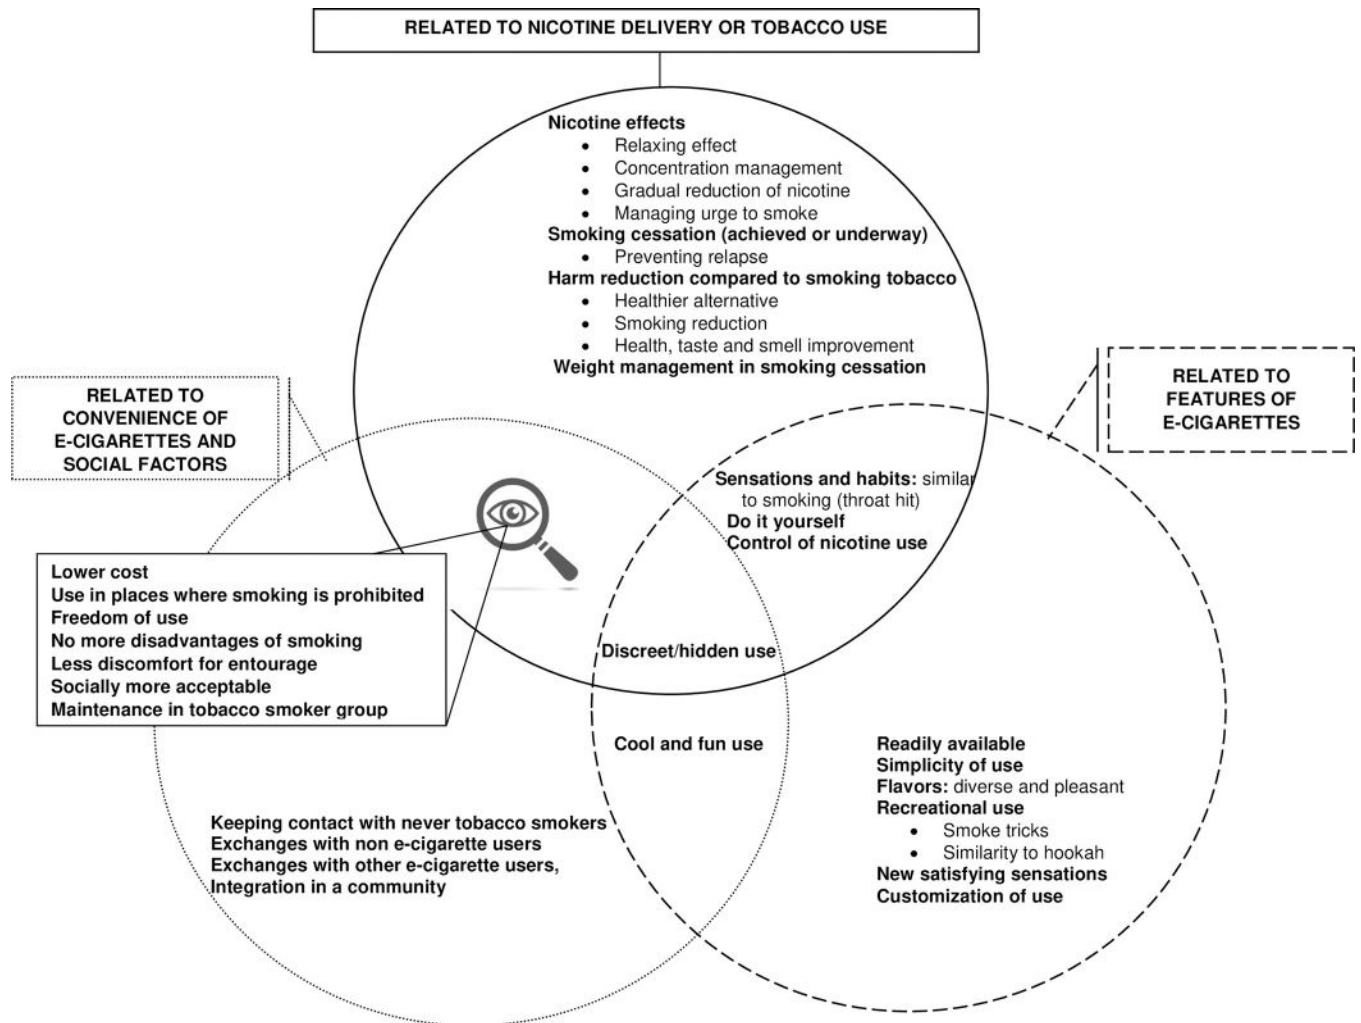 RELATED TO NICOTINE DELIVERY OR TOBACCO USE
Nicotine effects
• Relaxing effect
• Concentration management
• Gradual reduction of nicotine
• Managing urge to smoke
Smoking cessation (achieved or underway)
• Preventing relapse
Harm reduction compared to smoking tobacco
• Healthier alternative
• Smoking reduction
• Health, taste and smell improvement
Weight management in smoking cessation
RELATED TO
CONVENIENCE OF
E-CIGARETTES AND
SOCIAL FACTORS
RELATED TO
FEATURES OF
E-CIGARETTES
Sensations and habits: similar
to smoking (throat hit)
Do it yourself
Control of nicotine use
Lower cost
Use in places where smoking is prohibited
Freedom of use
No more disadvantages of smoking
Less discomfort for entourage
Socially more acceptable
Maintenance in tobacco smoker group
Discreet/hidden use
Cool and fun use
Readily available
Simplicity of use
Flavors: diverse and pleasant
Recreational use
• Smoke tricks
• Similarity to hookah
New satisfying sensations
Customization of use
Keeping contact with never tobacco smokers
Exchanges with non e-cigarette users
Exchanges with other e-cigarette users,
Integration in a community